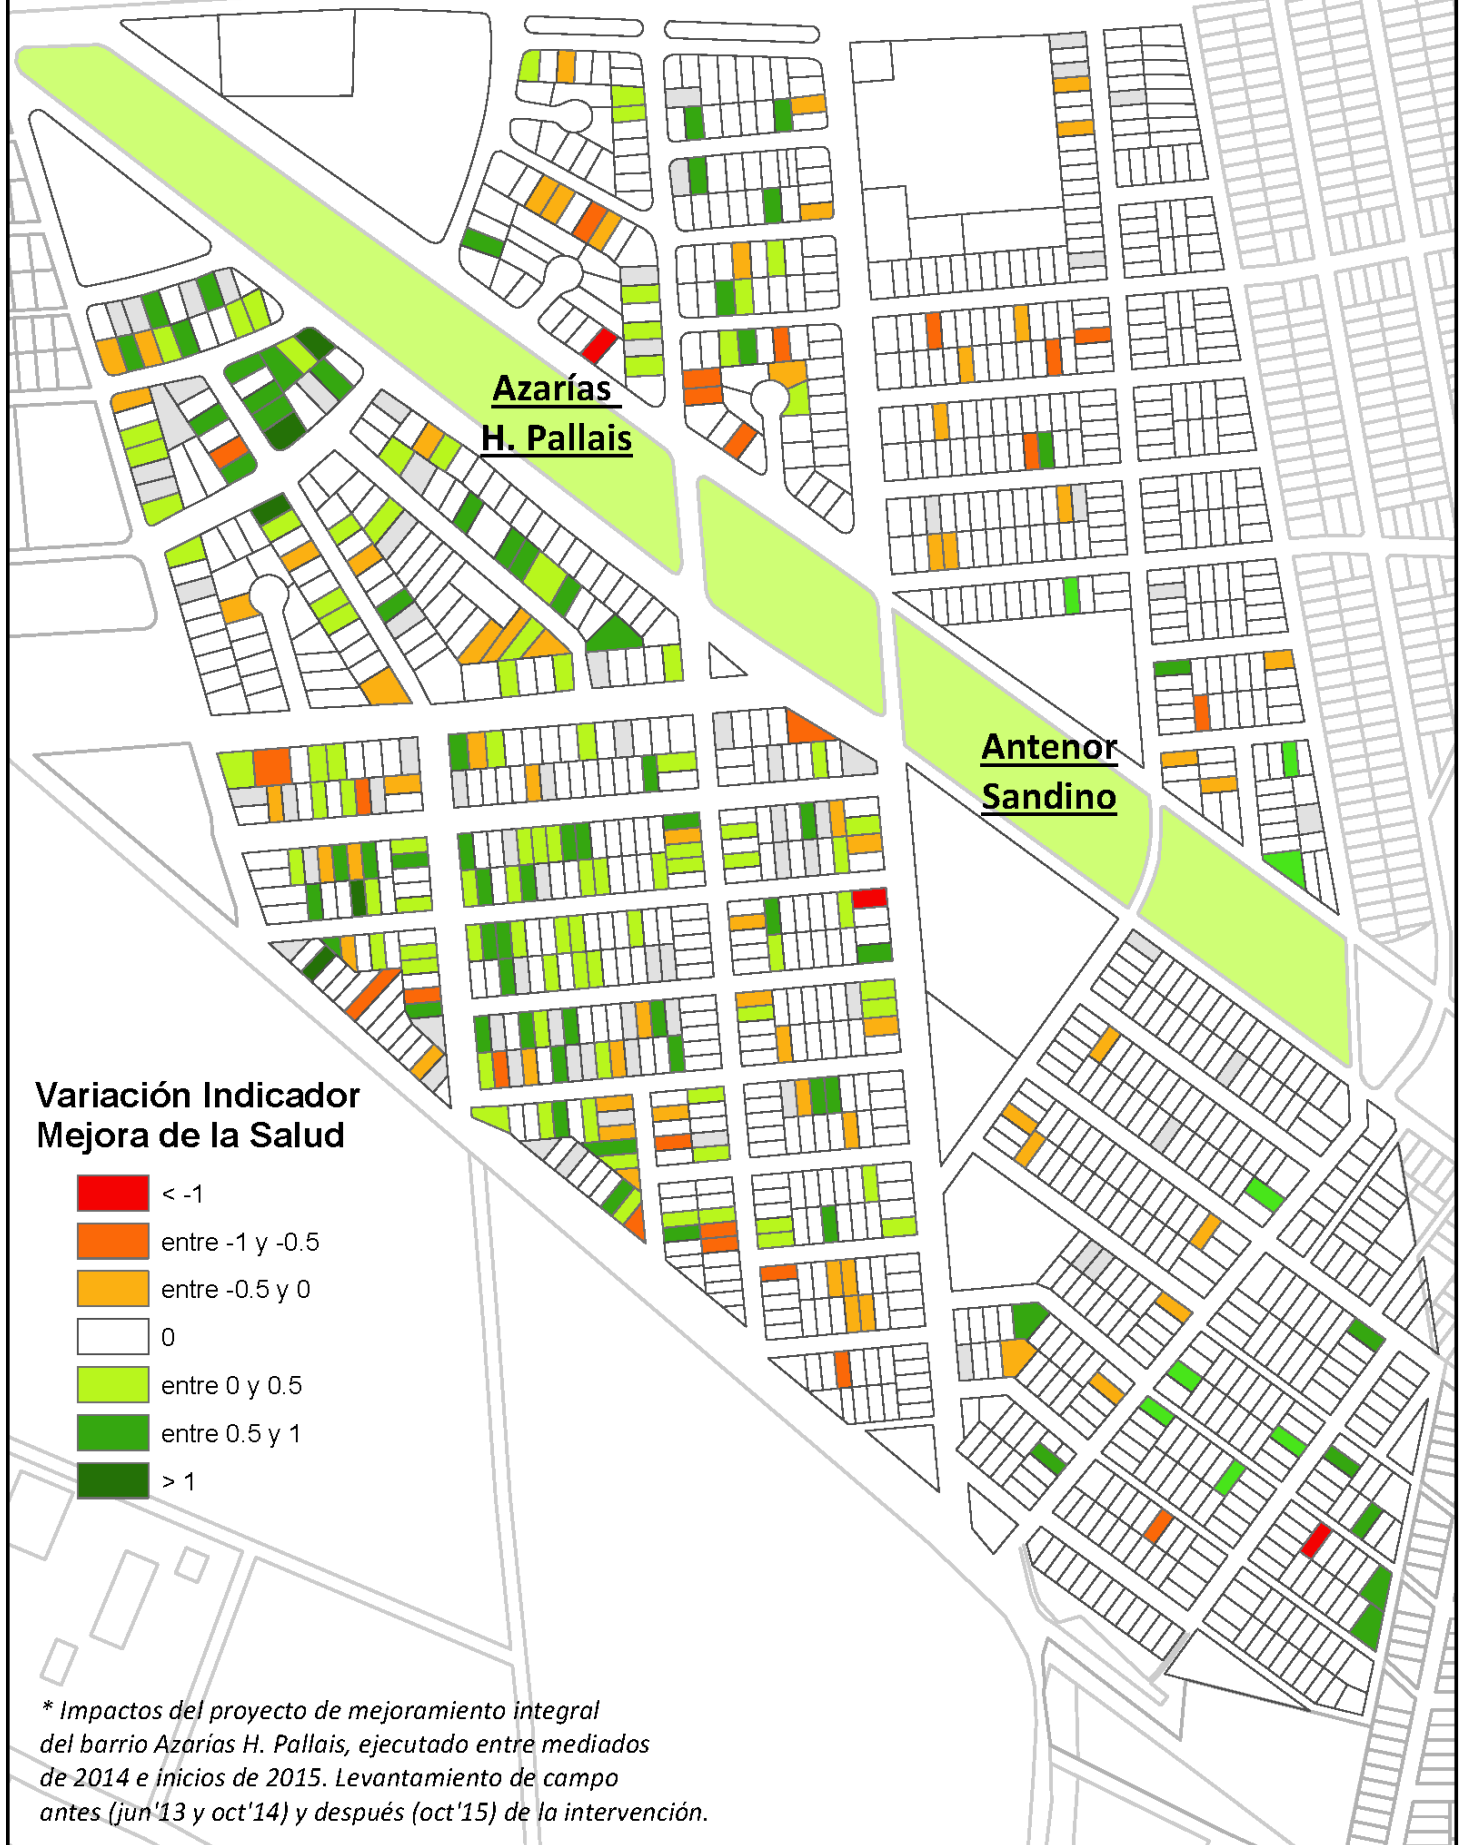 Azarías
H. Pallais
Antenor
Sandino
Variación Indicador
Mejora de la Salud
< -1
entre -1 y -0.5
entre -0.5 y 0
0
entre 0 y 0.5
entre 0.5 y 1
> 1
* Impactos del proyecto de mejoramiento integral
del barrio Azarías H. Pallais, ejecutado entre mediados
de 2014 e inicios de 2015. Levantamiento de campo
antes (jun'13 y oct'14) y después (oct'15) de la intervención.